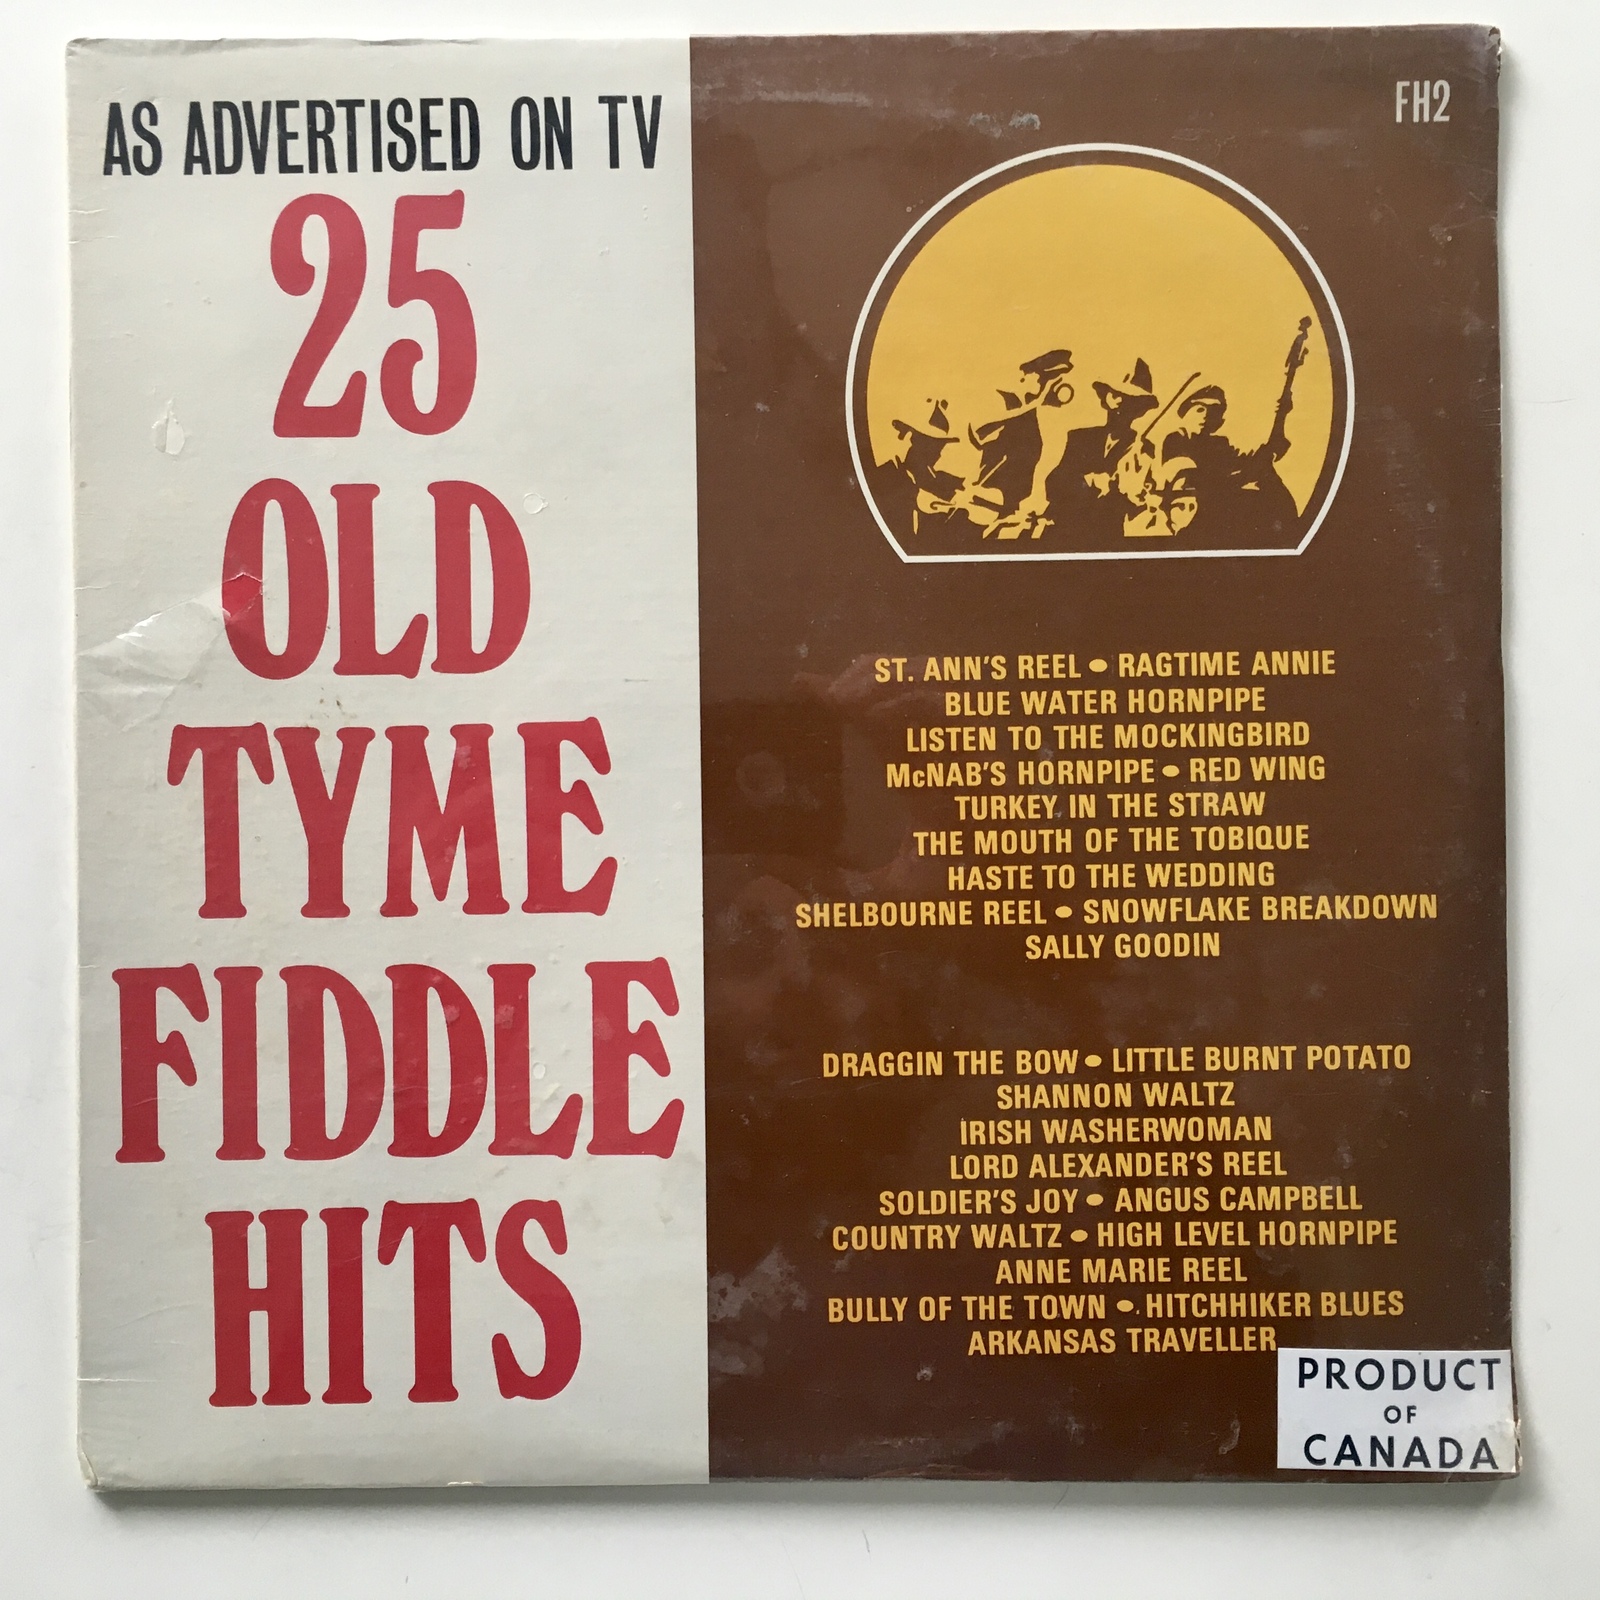 AS ADVERTISED ON TV
25
OLD
TYME
FIDDLE
HITS
FH2
ST. ANN'S REEL • RAGTIME ANNIE
BLUE WATER HORNPIPE
LISTEN TO THE MOCKINGBIRD
McNAB'S HORNPIPE • RED WING
TURKEY IN THE STRAW
THE MOUTH OF THE TOBIQUE
HASTE TO THE WEDDING
SHELBOURNE REEL • SNOWFLAKE BREAKDOWN
SALLY GOODIN
DRAGGIN THE BOW • LITTLE BURNT POTATO
SHANNON WALTZ
IRISH WASHERWOMAN
LORD ALEXANDER'S REEL
SOLDIER'S JOY • ANGUS CAMPBELL
COUNTRY WALTZ • HIGH LEVEL HORNPIPE
ANNE MARIE REEL
BULLY OF THE TOWN • HITCHHIKER BLUES
ARKANSAS TRAVELLER
PRODUCT
OF
CANADA